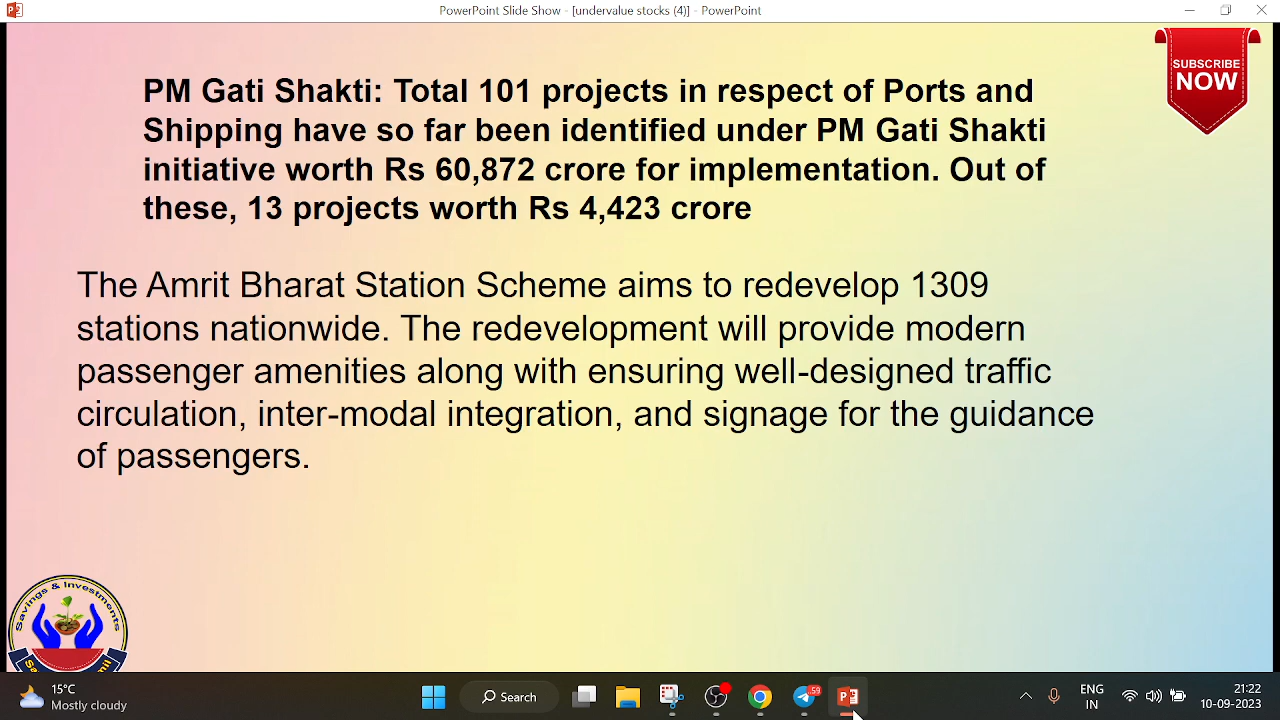 PowerPoint Slide Show - [undervalue stocks (4)] - PowerPoint
SUBSCRIBE
NOW
PM Gati Shakti: Total 101 projects in respect of Ports and
Shipping have so far been identified under PM Gati Shakti
initiative worth Rs 60,872 crore for implementation. Out of
these, 13 projects worth Rs 4,423 crore
The Amrit Bharat Station Scheme aims to redevelop 1309
stations nationwide. The redevelopment will provide modern
passenger amenities along with ensuring well-designed traffic
circulation, inter-modal integration, and signage for the guidance
of passengers.
Savings & Investments
15°C
Mostly cloudy
Search
59
ENG
IN
21:22
10-09-2023